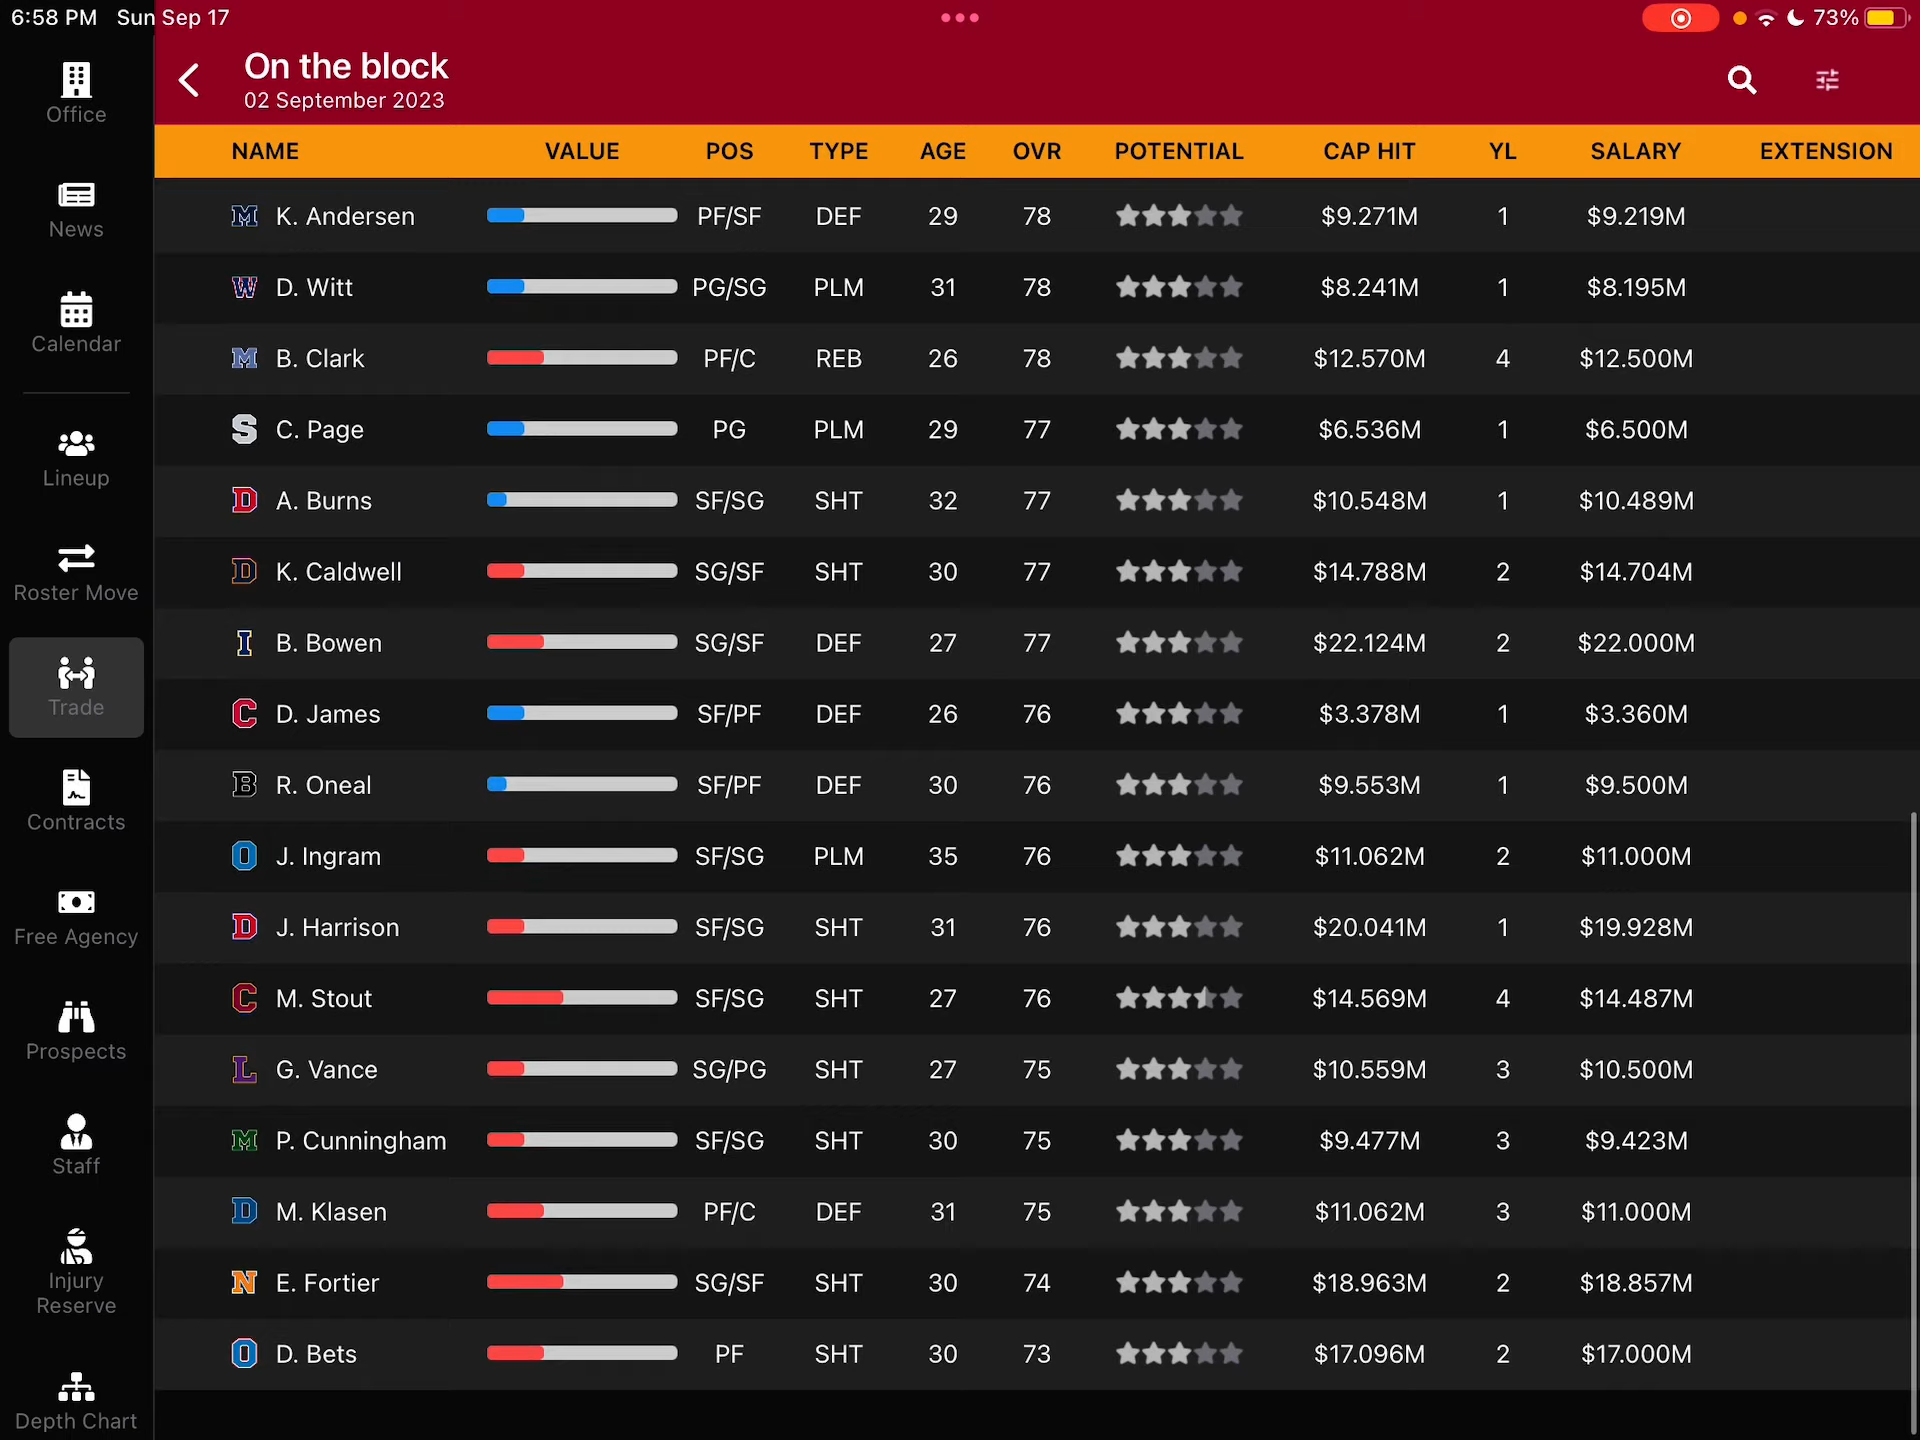 6:58 PM Sun Sep 17
73%
On the block
02 September 2023
Office
News
Calendar
Lineup
Roster Move
Trade
Contracts
Free Agency
Prospects
Staff
Injury
Reserve
Depth Chart
NAME VALUE POS TYPE AGE OVR POTENTIAL CAP HIT YL SALARY EXTENSION
M K. Andersen PF/SF DEF 29 78 $9.271M 1 $9.219M
W D. Witt PG/SG PLM 31 78 $8.241M 1 $8.195M
M B. Clark PF/C REB 26 78 $12.570M 4 $12.500M
S C. Page PG PLM 29 77 $6.536M 1 $6.500M
D A. Burns SF/SG SHT 32 77 $10.548M 1 $10.489M
D K. Caldwell SG/SF SHT 30 77 $14.788M 2 $14.704M
I B. Bowen SG/SF DEF 27 77 $22.124M 2 $22.000M
C D. James SF/PF DEF 26 76 $3.378M 1 $3.360M
B R. Oneal SF/PF DEF 30 76 $9.553M 1 $9.500M
O J. Ingram SF/SG PLM 35 76 $11.062M 2 $11.000M
D J. Harrison SF/SG SHT 31 76 $20.041M 1 $19.928M
C M. Stout SF/SG SHT 27 76 $14.569M 4 $14.487M
L G. Vance SG/PG SHT 27 75 $10.559M 3 $10.500M
M P. Cunningham SF/SG SHT 30 75 $9.477M 3 $9.423M
D M. Klasen PF/C DEF 31 75 $11.062M 3 $11.000M
N E. Fortier SG/SF SHT 30 74 $18.963M 2 $18.857M
O D. Bets PF SHT 30 73 $17.096M 2 $17.000M